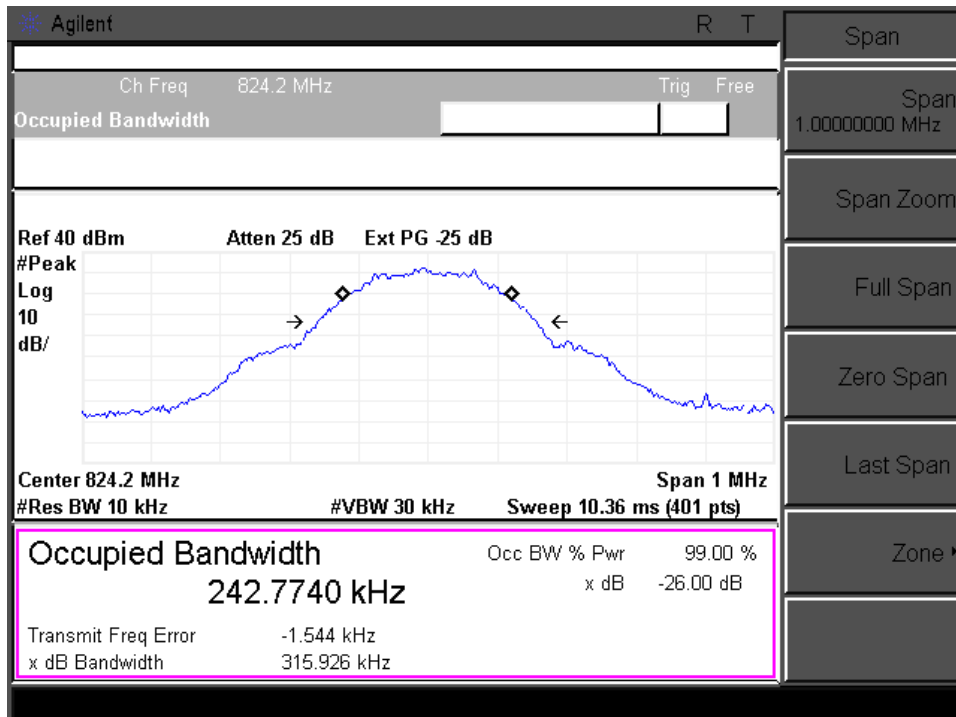 Agilent R T
Ch Freq 824.2 MHz Trig Free
Occupied Bandwidth
Ref 40 dBm Atten 25 dB Ext PG -25 dB
#Peak
Log
10
dB/
Center 824.2 MHz Span 1 MHz
#Res BW 10 kHz #VBW 30 kHz Sweep 10.36 ms (401 pts)
Occupied Bandwidth Occ BW % Pwr 99.00 %
242.7740 kHz x dB -26.00 dB
Transmit Freq Error -1.544 kHz
x dB Bandwidth 315.926 kHz
Span
Span
1.00000000 MHz
Span Zoom
Full Span
Zero Span
Last Span
Zone